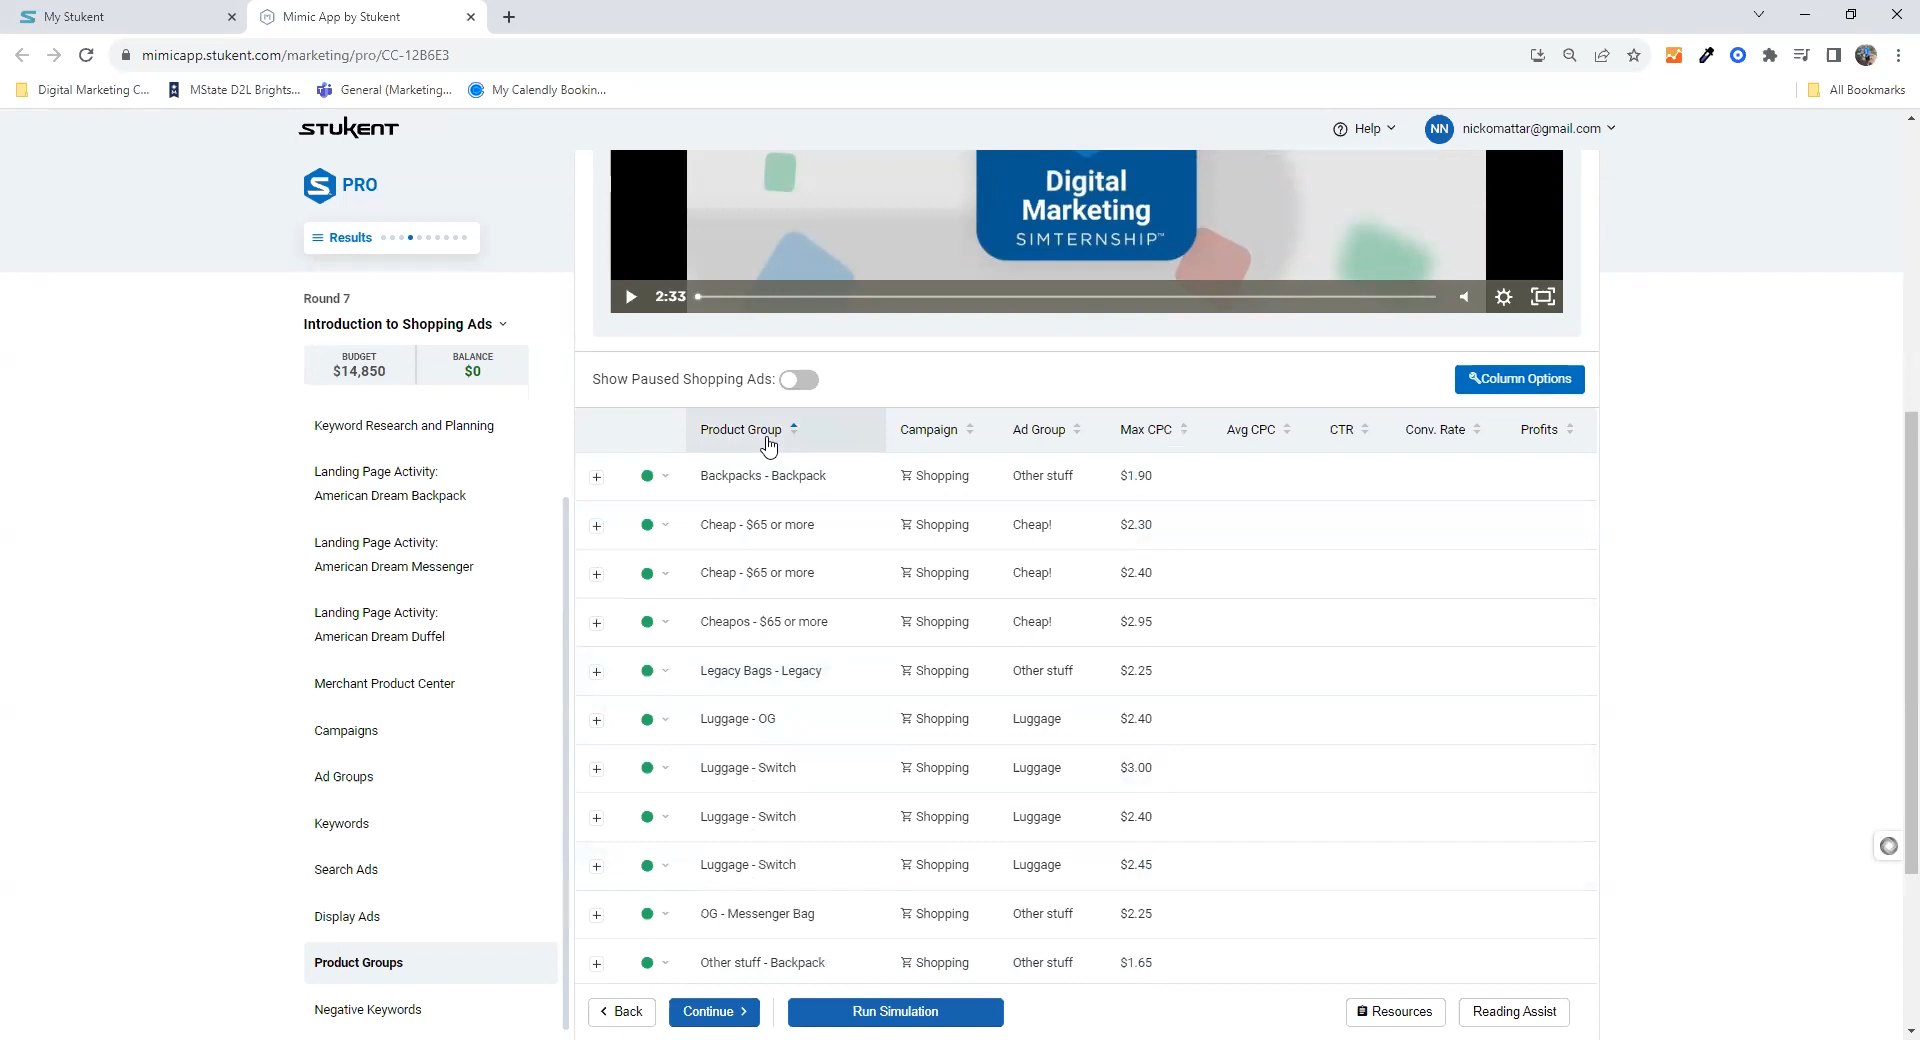 My Stukent
Mimic App by Stukent
mimicapp.stukent.com/marketing/pro/CC-12B6E3
Digital Marketing C...
MState D2L Brights...
General (Marketing...
My Calendly Bookin...
All Bookmarks
STUKENT
Help
NN
nickomattar@gmail.com
S PRO
Results
Digital
Marketing
SIMTERNSHIP™
2:33
Round 7
Introduction to Shopping Ads
BUDGET
$14,850
BALANCE
$0
Keyword Research and Planning
Landing Page Activity:
American Dream Backpack
Landing Page Activity:
American Dream Messenger
Landing Page Activity:
American Dream Duffel
Merchant Product Center
Campaigns
Ad Groups
Keywords
Search Ads
Display Ads
Product Groups
Negative Keywords
Show Paused Shopping Ads:
Column Options
Product Group Campaign Ad Group Max CPC Avg CPC CTR Conv. Rate Profits
Backpacks - Backpack Shopping Other stuff $1.90
Cheap - $65 or more Shopping Cheap! $2.30
Cheap - $65 or more Shopping Cheap! $2.40
Cheapos - $65 or more Shopping Cheap! $2.95
Legacy Bags - Legacy Shopping Other stuff $2.25
Luggage - OG Shopping Luggage $2.40
Luggage - Switch Shopping Luggage $3.00
Luggage - Switch Shopping Luggage $2.40
Luggage - Switch Shopping Luggage $2.45
OG - Messenger Bag Shopping Other stuff $2.25
Other stuff - Backpack Shopping Other stuff $1.65
Back
Continue
Run Simulation
Resources
Reading Assist